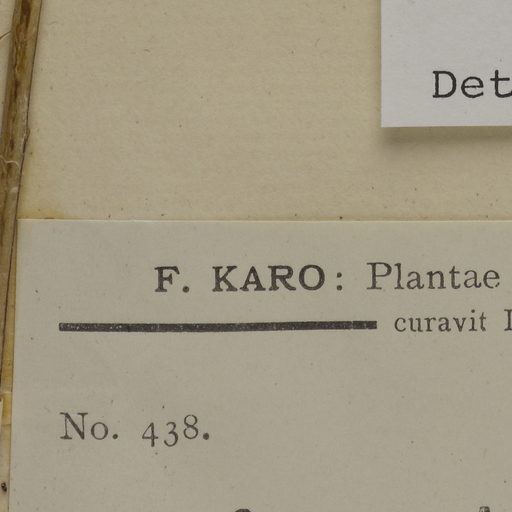 Det
F. KARO: Plantae
curavit
No. 438.